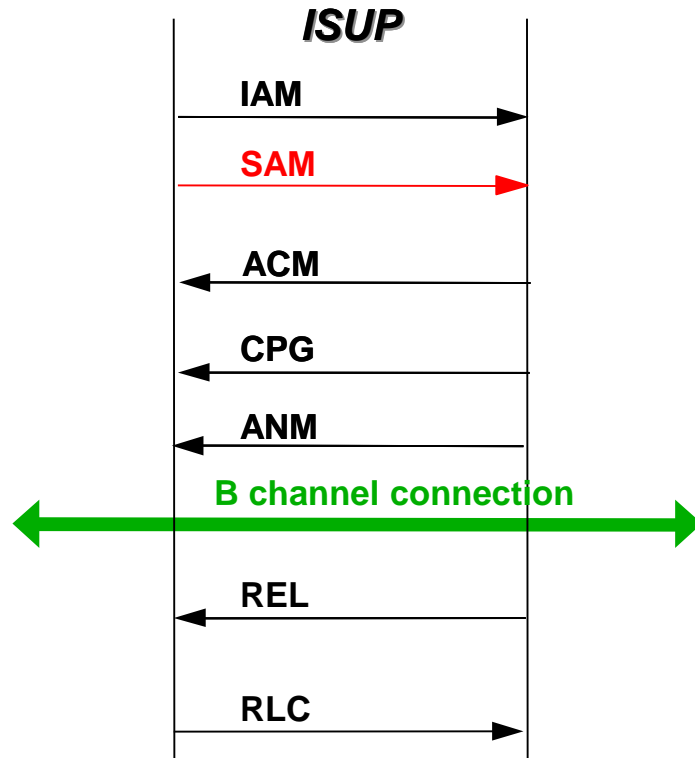 ISUP
IAM
SAM
ACM
CPG
ANM
B channel connection
REL
RLC